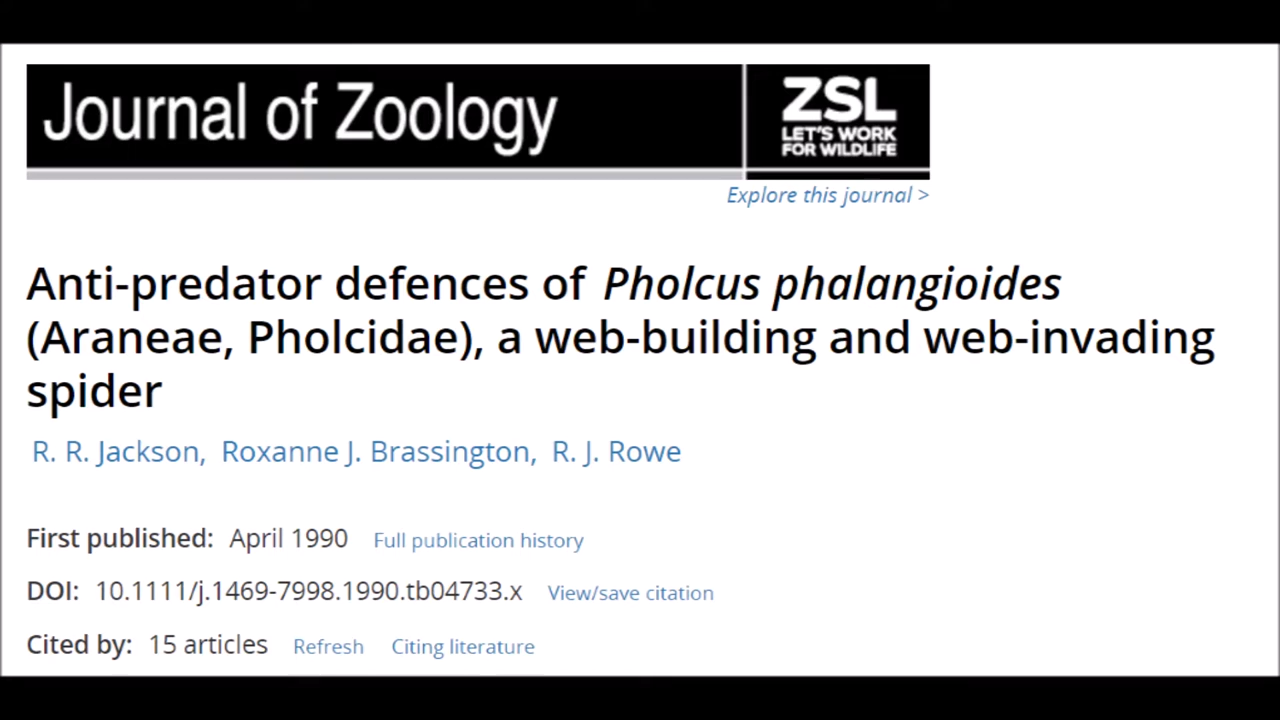 Journal of Zoology
ZSL
LET'S WORK
FOR WILDLIFE
Explore this journal >
Anti-predator defences of Pholcus phalangioides
(Araneae, Pholcidae), a web-building and web-invading
spider
R. R. Jackson, Roxanne J. Brassington, R. J. Rowe
First published: April 1990 Full publication history
DOI: 10.1111/j.1469-7998.1990.tb04733.x View/save citation
Cited by: 15 articles Refresh Citing literature